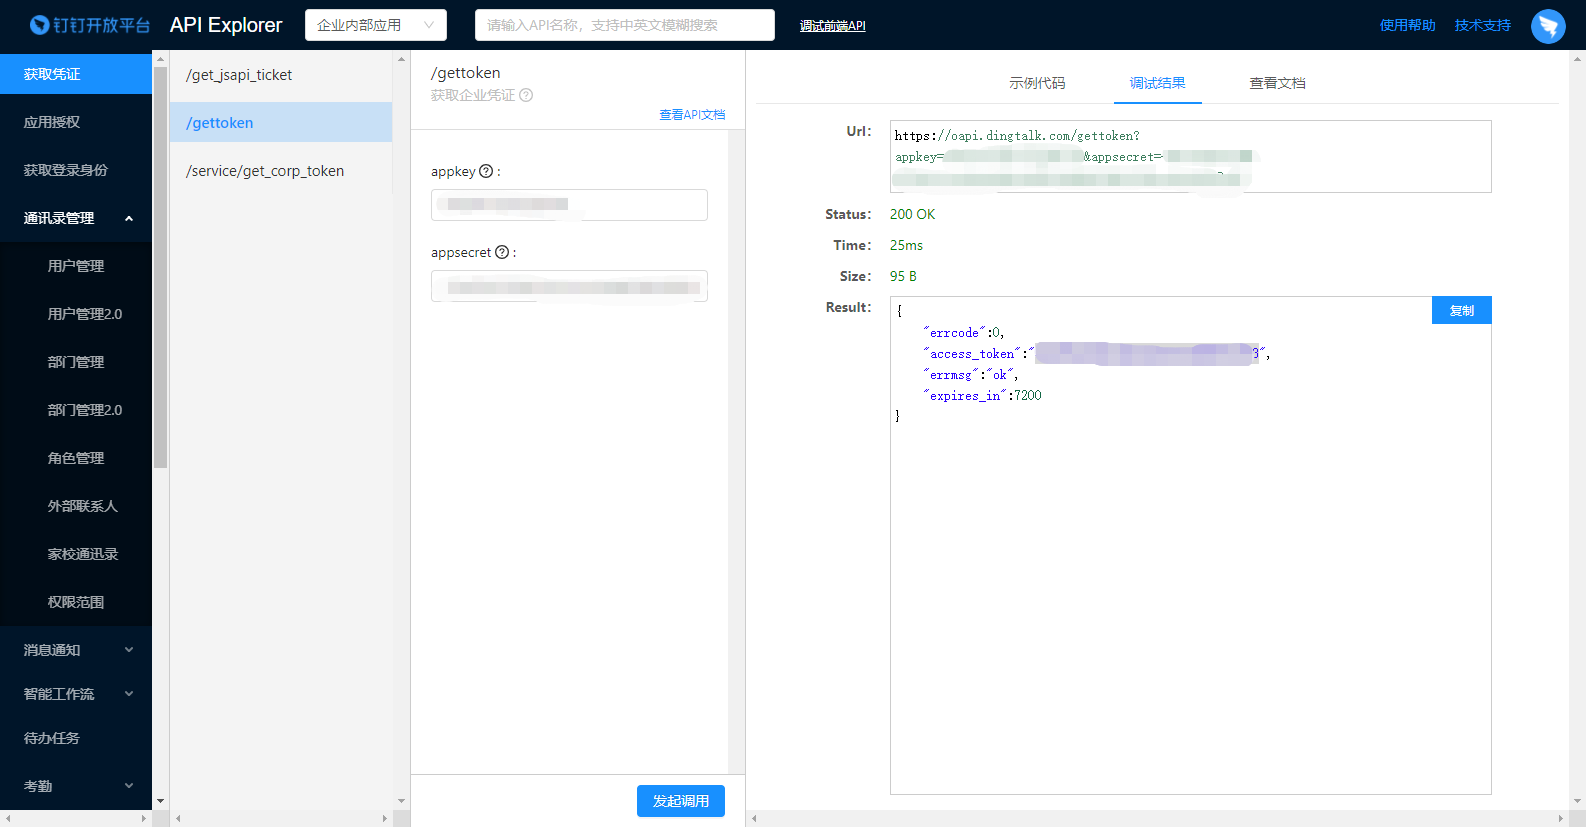 钉钉开放平台 API Explorer 企业内部应用 请输入API名称，支持中英文模糊搜索 调试前端API 使用帮助 技术支持
获取凭证
应用授权
获取登录身份
通讯录管理
用户管理
用户管理2.0
部门管理
部门管理2.0
角色管理
外部联系人
家校通讯录
权限范围
消息通知
智能工作流
待办任务
考勤
/get_jsapi_ticket
/gettoken
/service/get_corp_token
/gettoken
获取企业凭证
查看API文档
appkey :
appsecret :
发起调用
示例代码 调试结果 查看文档
Url:
https://oapi.dingtalk.com/gettoken?
appkey= &appsecret=
Status: 200 OK
Time: 25ms
Size: 95 B
Result:
复制
{
"errcode":0,
"access_token":" 3",
"errmsg":"ok",
"expires_in":7200
}